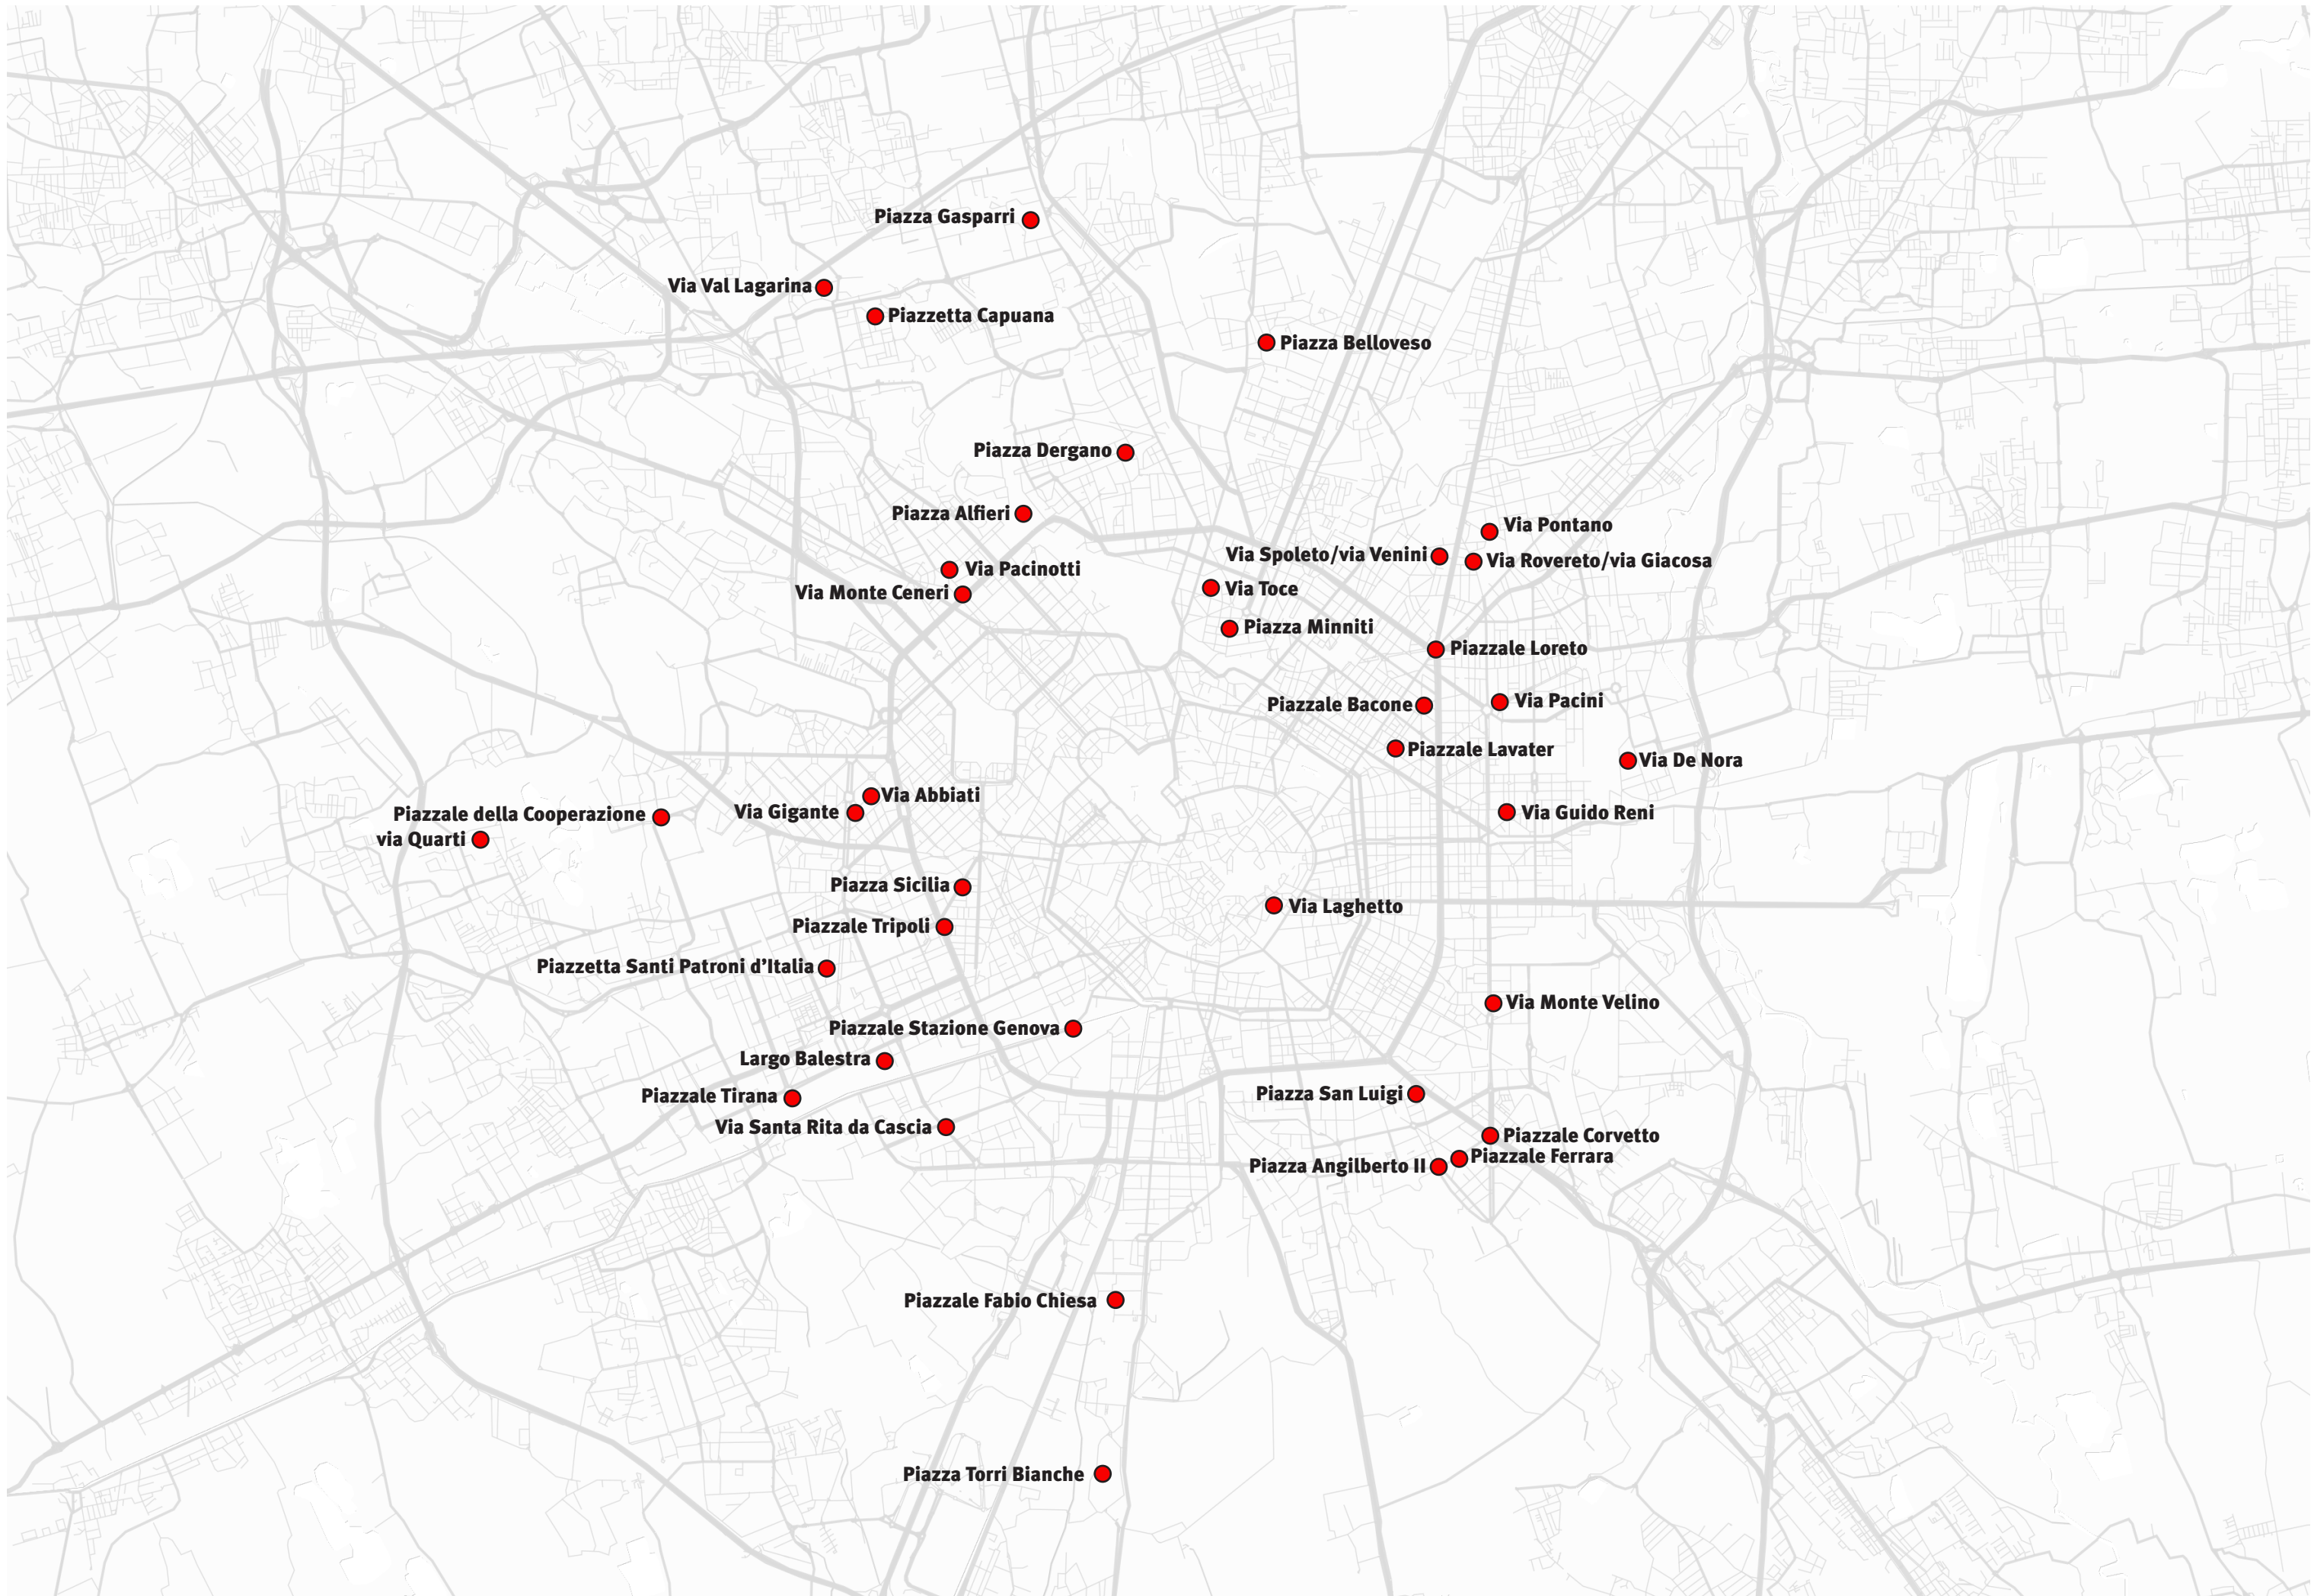 Piazza Gasparri
Via Val Lagarina
Piazzetta Capuana
Piazza Belloveso
Piazza Dergano
Piazza Alfieri
Via Pontano
Via Spoleto/via Venini
Via Rovereto/via Giacosa
Via Pacinotti
Via Toce
Via Monte Ceneri
Piazza Minniti
Piazzale Loreto
Via Pacini
Piazzale Bacone
Piazzale Lavater
Via De Nora
Via Abbiati
Via Gigante
Via Guido Reni
Piazzale della Cooperazione
via Quarti
Piazza Sicilia
Via Laghetto
Piazzale Tripoli
Piazzetta Santi Patroni d’Italia
Via Monte Velino
Piazzale Stazione Genova
Largo Balestra
Piazza San Luigi
Piazzale Tirana
Via Santa Rita da Cascia
Piazzale Corvetto
Piazzale Ferrara
Piazza Angilberto II
Piazzale Fabio Chiesa
Piazza Torri Bianche